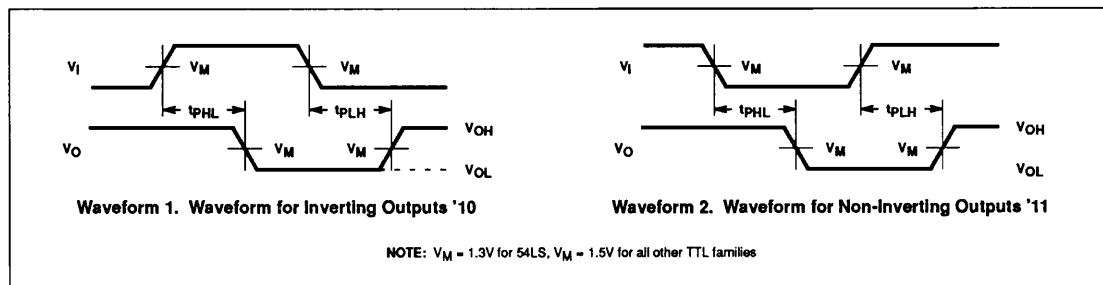 VI
VM
VM
tPHL
tPLH
VO
VM
VM
VOH
VOL
Waveform 1. Waveform for Inverting Outputs '10
VI
VM
VM
tPHL
tPLH
VO
VM
VM
VOH
VOL
Waveform 2. Waveform for Non-Inverting Outputs '11
NOTE: VM = 1.3V for 54LS, VM = 1.5V for all other TTL families